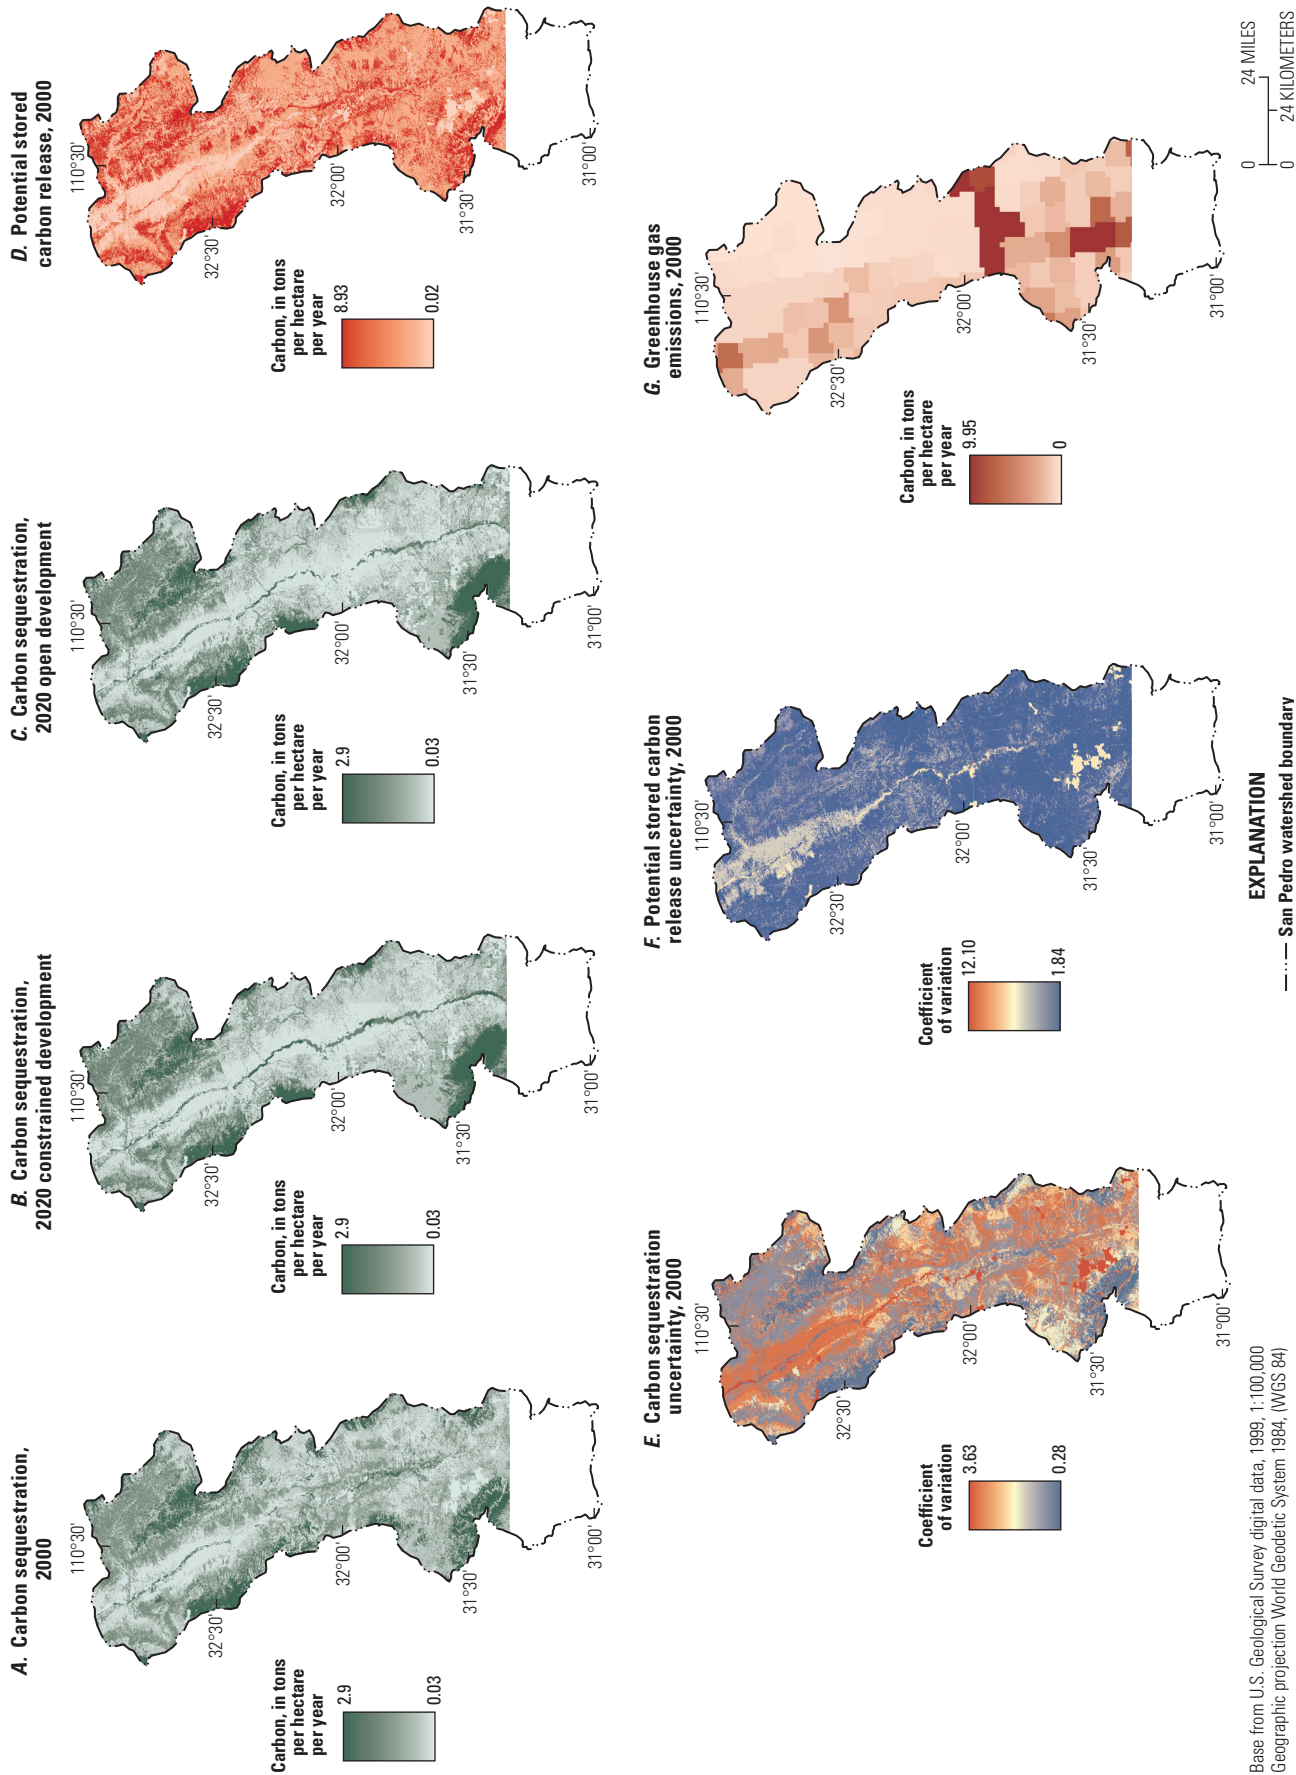 A. Carbon sequestration,
2000
110°30'
32°30'
32°00'
31°30'
31°00'
Carbon, in tons
per hectare
per year
2.9
0.03
B. Carbon sequestration,
2020 constrained development
110°30'
32°30'
32°00'
31°30'
31°00'
Carbon, in tons
per hectare
per year
2.9
0.03
C. Carbon sequestration,
2020 open development
110°30'
32°30'
32°00'
31°30'
31°00'
Carbon, in tons
per hectare
per year
2.9
0.03
D. Potential stored
carbon release, 2000
110°30'
32°30'
32°00'
31°30'
31°00'
Carbon, in tons
per hectare
per year
8.93
0.02
E. Carbon sequestration
uncertainty, 2000
110°30'
32°30'
32°00'
31°30'
31°00'
Coefficient
of variation
3.63
0.28
F. Potential stored carbon
release uncertainty, 2000
110°30'
32°30'
32°00'
31°30'
31°00'
Coefficient
of variation
12.10
1.84
G. Greenhouse gas
emissions, 2000
110°30'
32°30'
32°00'
31°30'
31°00'
Carbon, in tons
per hectare
per year
9.95
0
Base from U.S. Geological Survey digital data, 1999, 1:100,000
Geographic projection World Geodetic System 1984, (WGS 84)
EXPLANATION
San Pedro watershed boundary
0 24 MILES
0 24 KILOMETERS